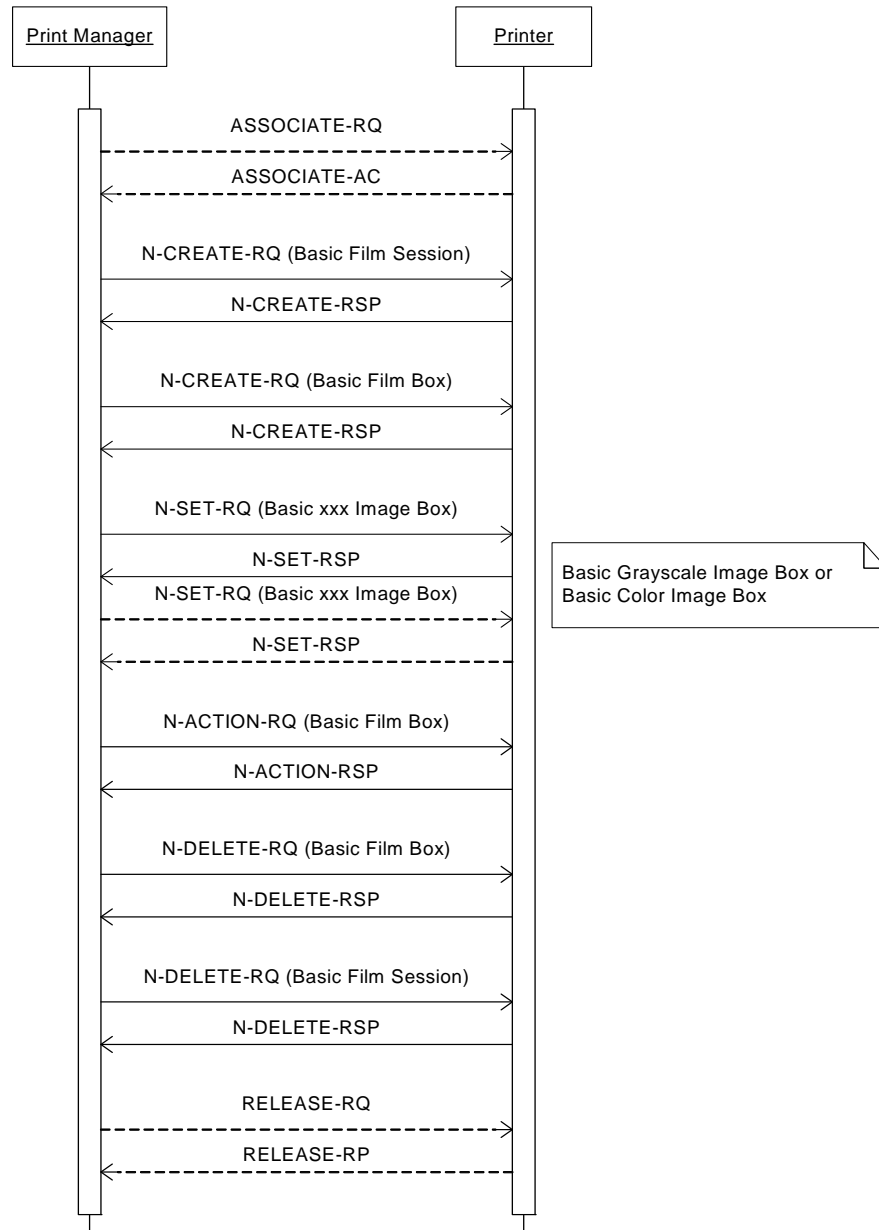 Print Manager
Printer
ASSOCIATE-RQ
ASSOCIATE-AC
N-CREATE-RQ (Basic Film Session)
N-CREATE-RSP
N-CREATE-RQ (Basic Film Box)
N-CREATE-RSP
N-SET-RQ (Basic xxx Image Box)
N-SET-RSP
N-SET-RQ (Basic xxx Image Box)
N-SET-RSP
Basic Grayscale Image Box or
Basic Color Image Box
N-ACTION-RQ (Basic Film Box)
N-ACTION-RSP
N-DELETE-RQ (Basic Film Box)
N-DELETE-RSP
N-DELETE-RQ (Basic Film Session)
N-DELETE-RSP
RELEASE-RQ
RELEASE-RP